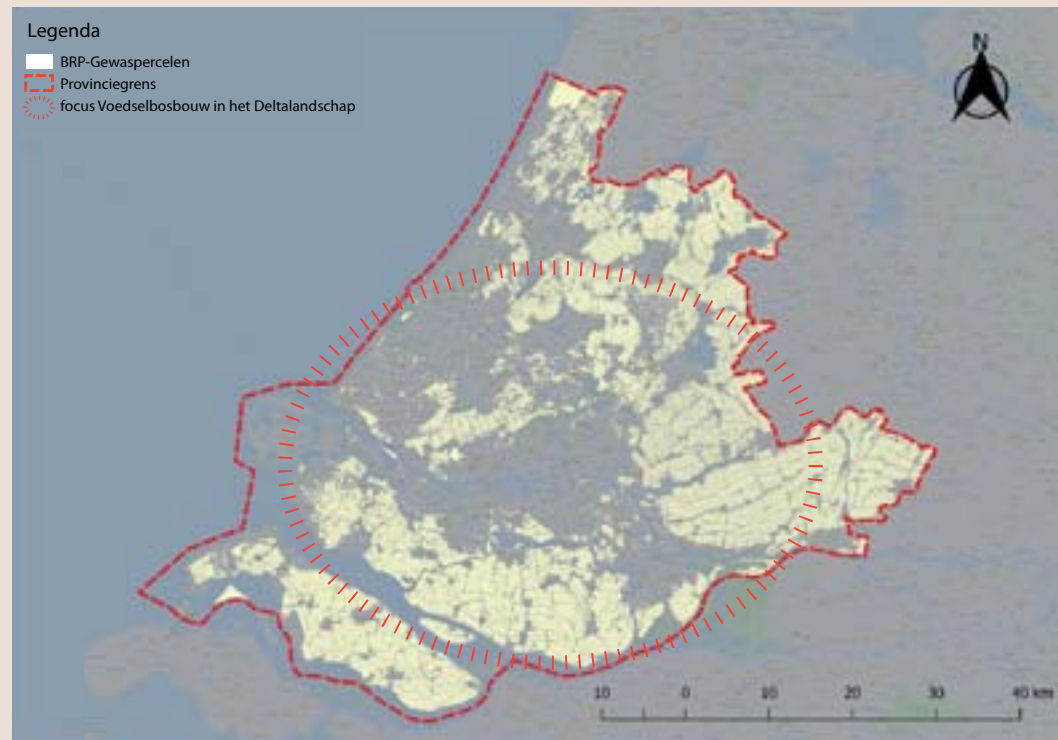 Legenda
BRP-Gewaspercelen
Provinciegrens
focus Voedselbosbouw in het Deltalandschap
N
10 0 10 20 30 40 km